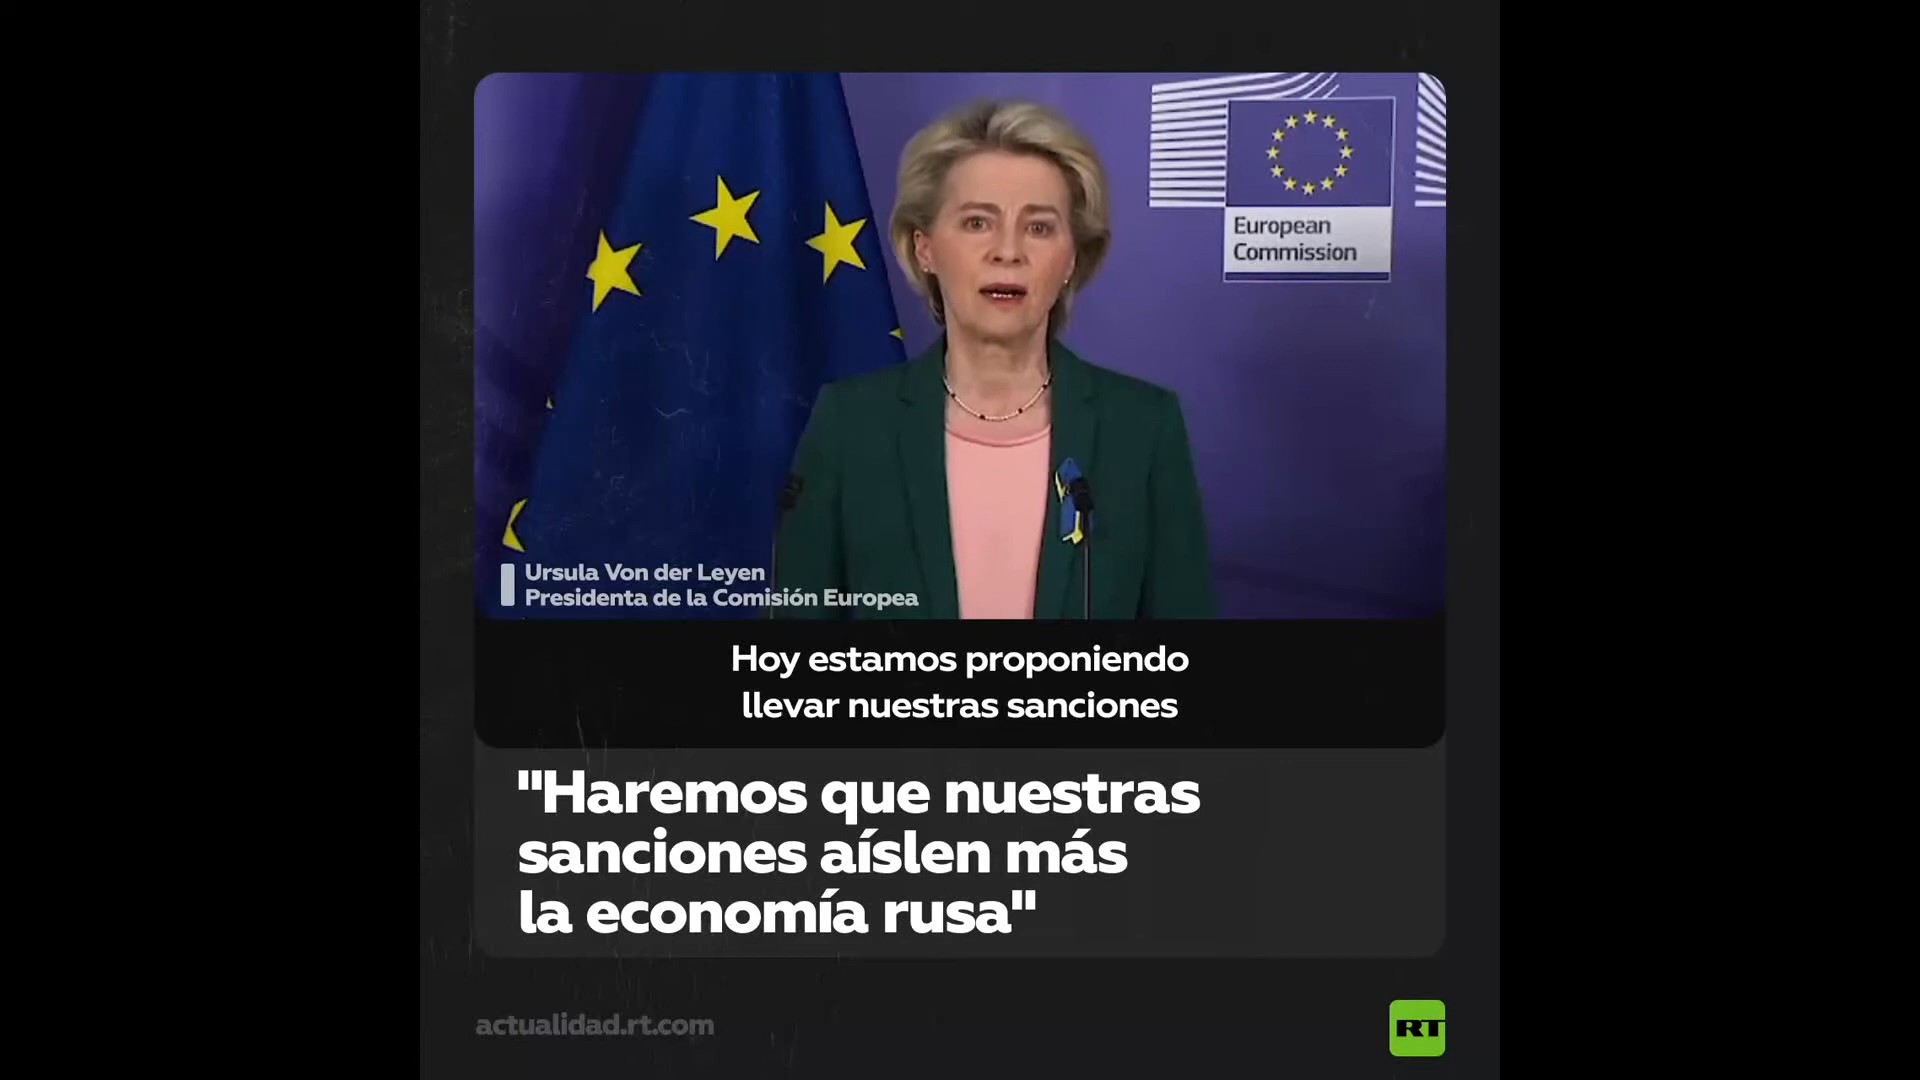 European
Commission
Ursula Von der Leyen
Presidenta de la Comisión Europea
Hoy estamos proponiendo
llevar nuestras sanciones
"Haremos que nuestras
sanciones aíslen más
la economía rusa"
actualidad.rt.com
RT